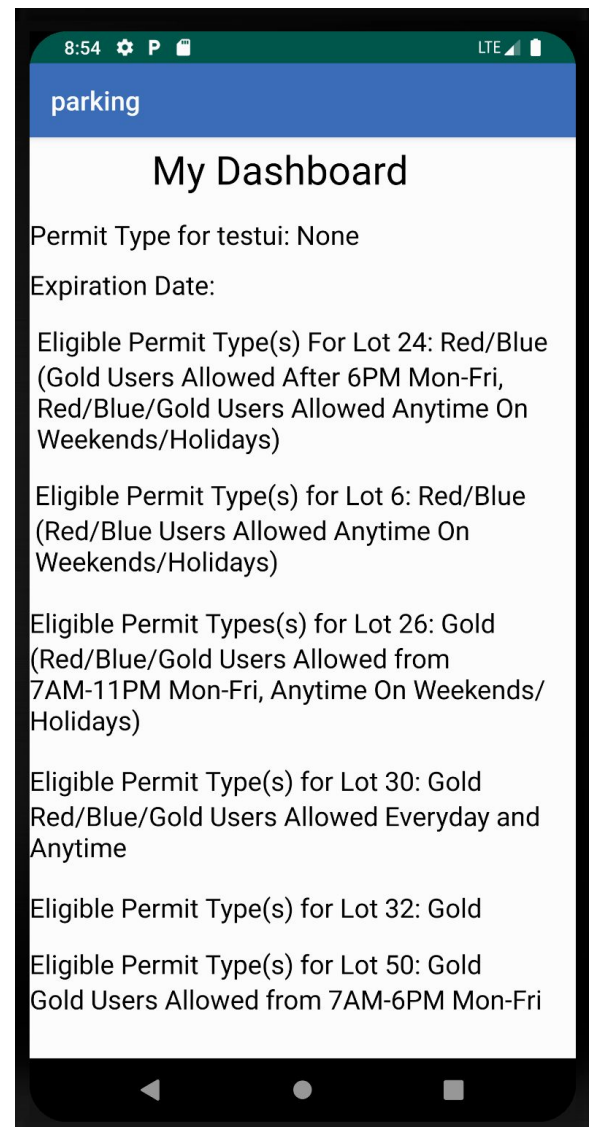 8:54 P LTE
parking
My Dashboard
Permit Type for testui: None
Expiration Date:
Eligible Permit Type(s) For Lot 24: Red/Blue
(Gold Users Allowed After 6PM Mon-Fri,
Red/Blue/Gold Users Allowed Anytime On
Weekends/Holidays)
Eligible Permit Type(s) for Lot 6: Red/Blue
(Red/Blue Users Allowed Anytime On
Weekends/Holidays)
Eligible Permit Types(s) for Lot 26: Gold
(Red/Blue/Gold Users Allowed from
7AM-11PM Mon-Fri, Anytime On Weekends/
Holidays)
Eligible Permit Type(s) for Lot 30: Gold
Red/Blue/Gold Users Allowed Everyday and
Anytime
Eligible Permit Type(s) for Lot 32: Gold
Eligible Permit Type(s) for Lot 50: Gold
Gold Users Allowed from 7AM-6PM Mon-Fri